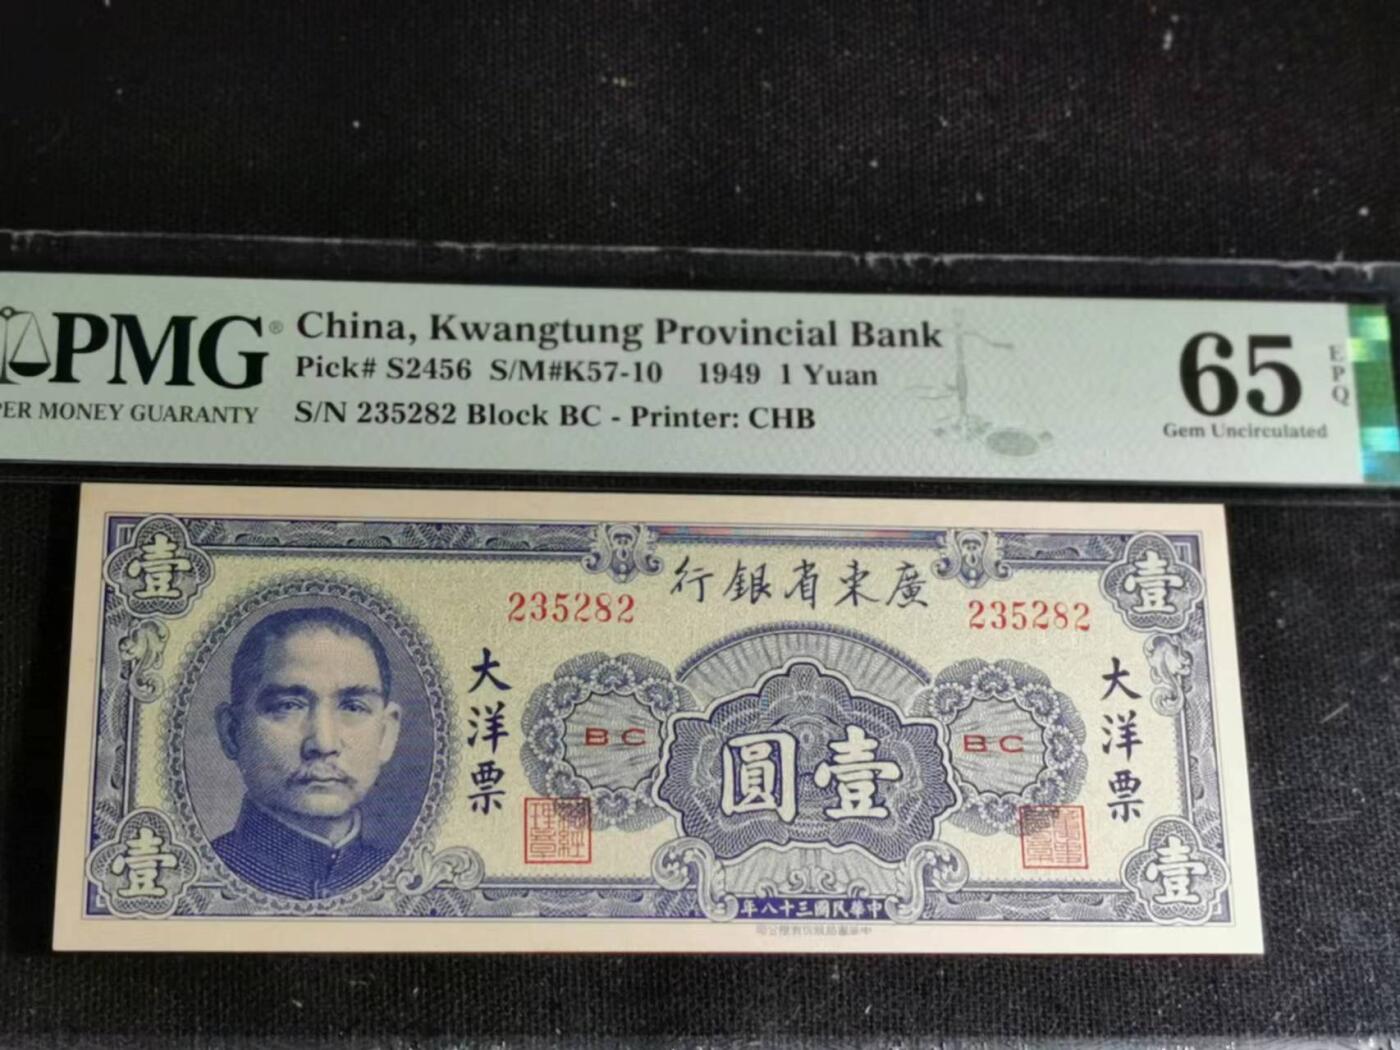 PMG® China, Kwangtung Provincial Bank
Pick# S2456 S/M#K57-10 1949 1 Yuan
PER MONEY GUARANTY
S/N 235282 Block BC - Printer: CHB
65
EPQ
Gem Uncirculated
壹
壹
行銀省東廣
235282
235282
大洋票
大洋票
BC
BC
圓壹
壹
壹
年八十三國民華中